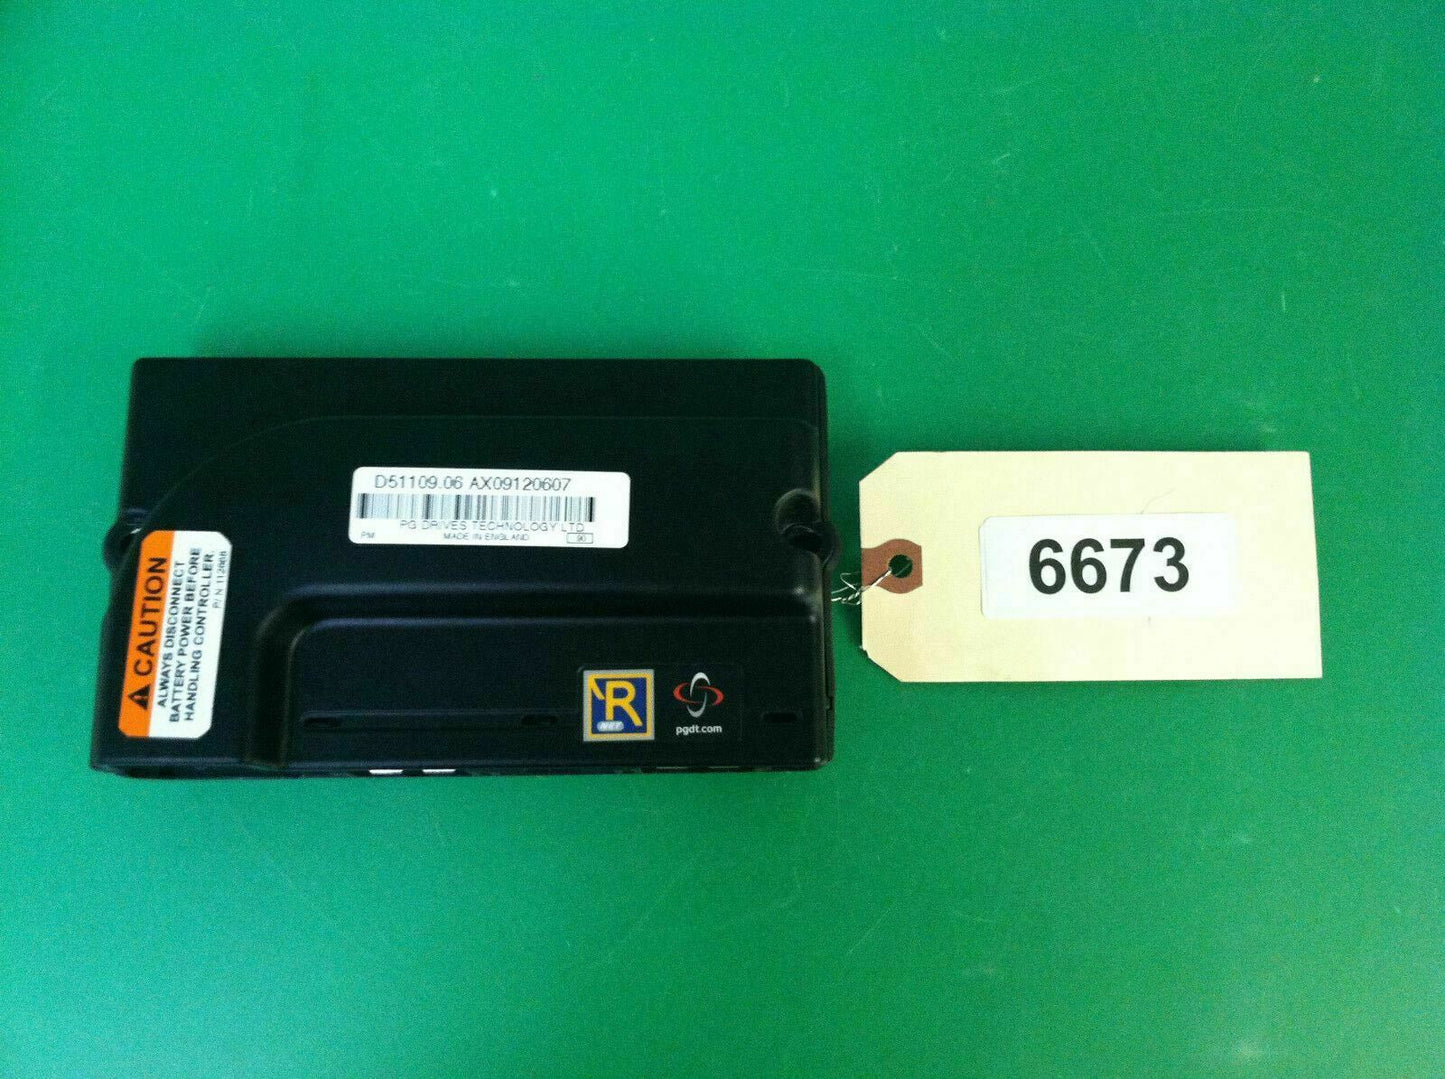 D51109.06 AX09120607
PG DRIVES TECHNOLOGY LTD
PM MADE IN ENGLAND 90
CAUTION
ALWAYS DISCONNECT
BATTERY POWER BEFORE
HANDLING CONTROLLER.
P/N 112088
R
NET
pgdt.com
6673